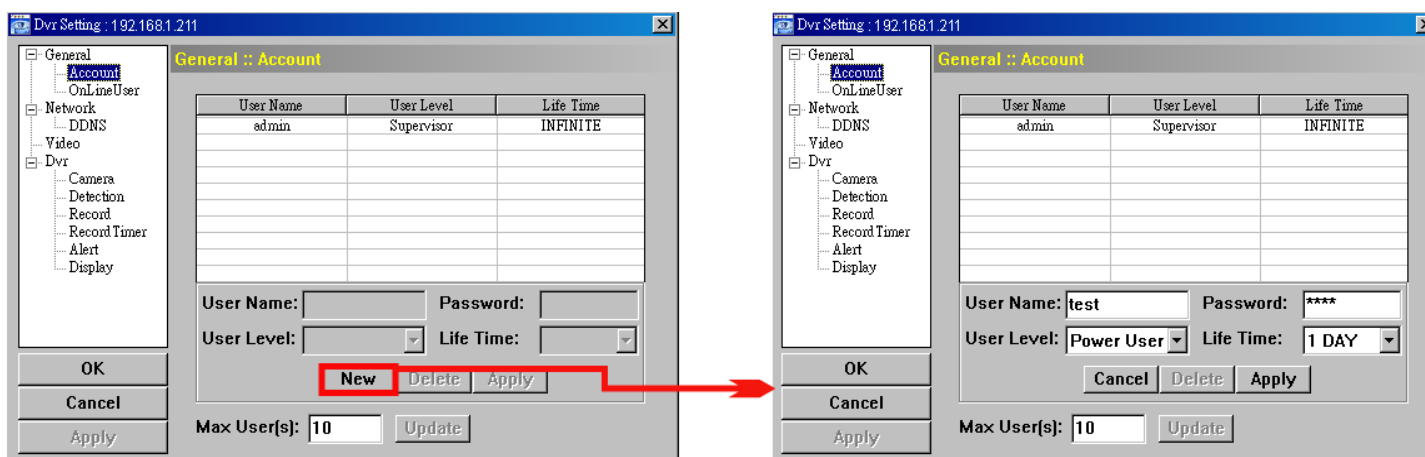 Dvr Setting : 192.168.1.211
General
Account
OnLineUser
Network
DDNS
Video
Dvr
Camera
Detection
Record
Record Timer
Alert
Display
OK
Cancel
Apply
General :: Account
User Name User Level Life Time
admin Supervisor INFINITE
User Name: Password:
User Level: Life Time:
New Delete Apply
Max User(s): 10 Update
Dvr Setting : 192.168.1.211
General
Account
OnLineUser
Network
DDNS
Video
Dvr
Camera
Detection
Record
Record Timer
Alert
Display
OK
Cancel
Apply
General :: Account
User Name User Level Life Time
admin Supervisor INFINITE
User Name: test Password: ****
User Level: Power User Life Time: 1 DAY
Cancel Delete Apply
Max User(s): 10 Update